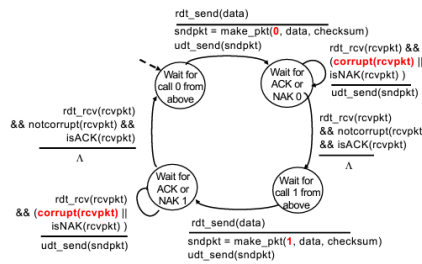 rdt_send(data)
sndpkt = make_pkt(0, data, checksum)
udt_send(sndpkt)
rdt_rcv(rcvpkt) &&
(corrupt(rcvpkt) ||
isNAK(rcvpkt) )
udt_send(sndpkt)
Wait for
call 0 from
above
Wait for
ACK or
NAK 0
rdt_rcv(rcvpkt)
&& notcorrupt(rcvpkt) &&
isACK(rcvpkt)
Λ
rdt_rcv(rcvpkt)
&& notcorrupt(rcvpkt)
&& isACK(rcvpkt)
Λ
Wait for
ACK or
NAK 1
Wait for
call 1 from
above
rdt_rcv(rcvpkt)
&& (corrupt(rcvpkt) ||
isNAK(rcvpkt) )
udt_send(sndpkt)
rdt_send(data)
sndpkt = make_pkt(1, data, checksum)
udt_send(sndpkt)